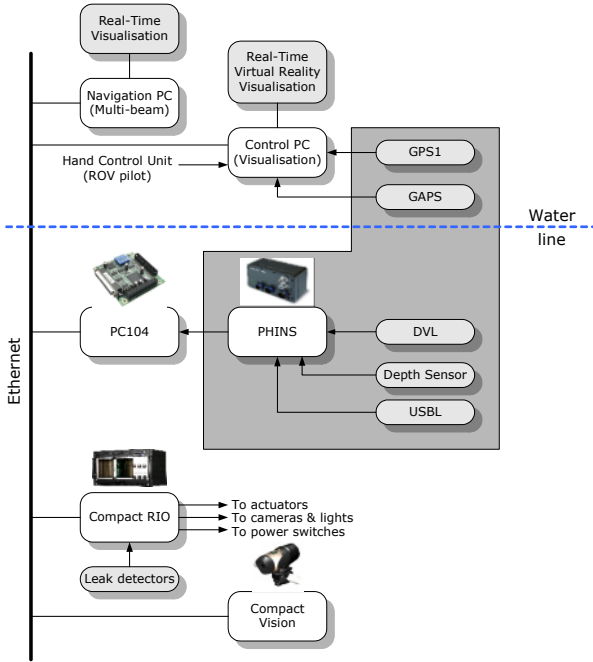 Real-Time
Visualisation
Real-Time
Virtual Reality
Visualisation
Navigation PC
(Multi-beam)
Control PC
(Visualisation)
GPS1
Hand Control Unit
(ROV pilot)
GAPS
Water
line
PC104
PHINS
DVL
Depth Sensor
USBL
Ethernet
Compact RIO
To actuators
To cameras & lights
To power switches
Leak detectors
Compact
Vision